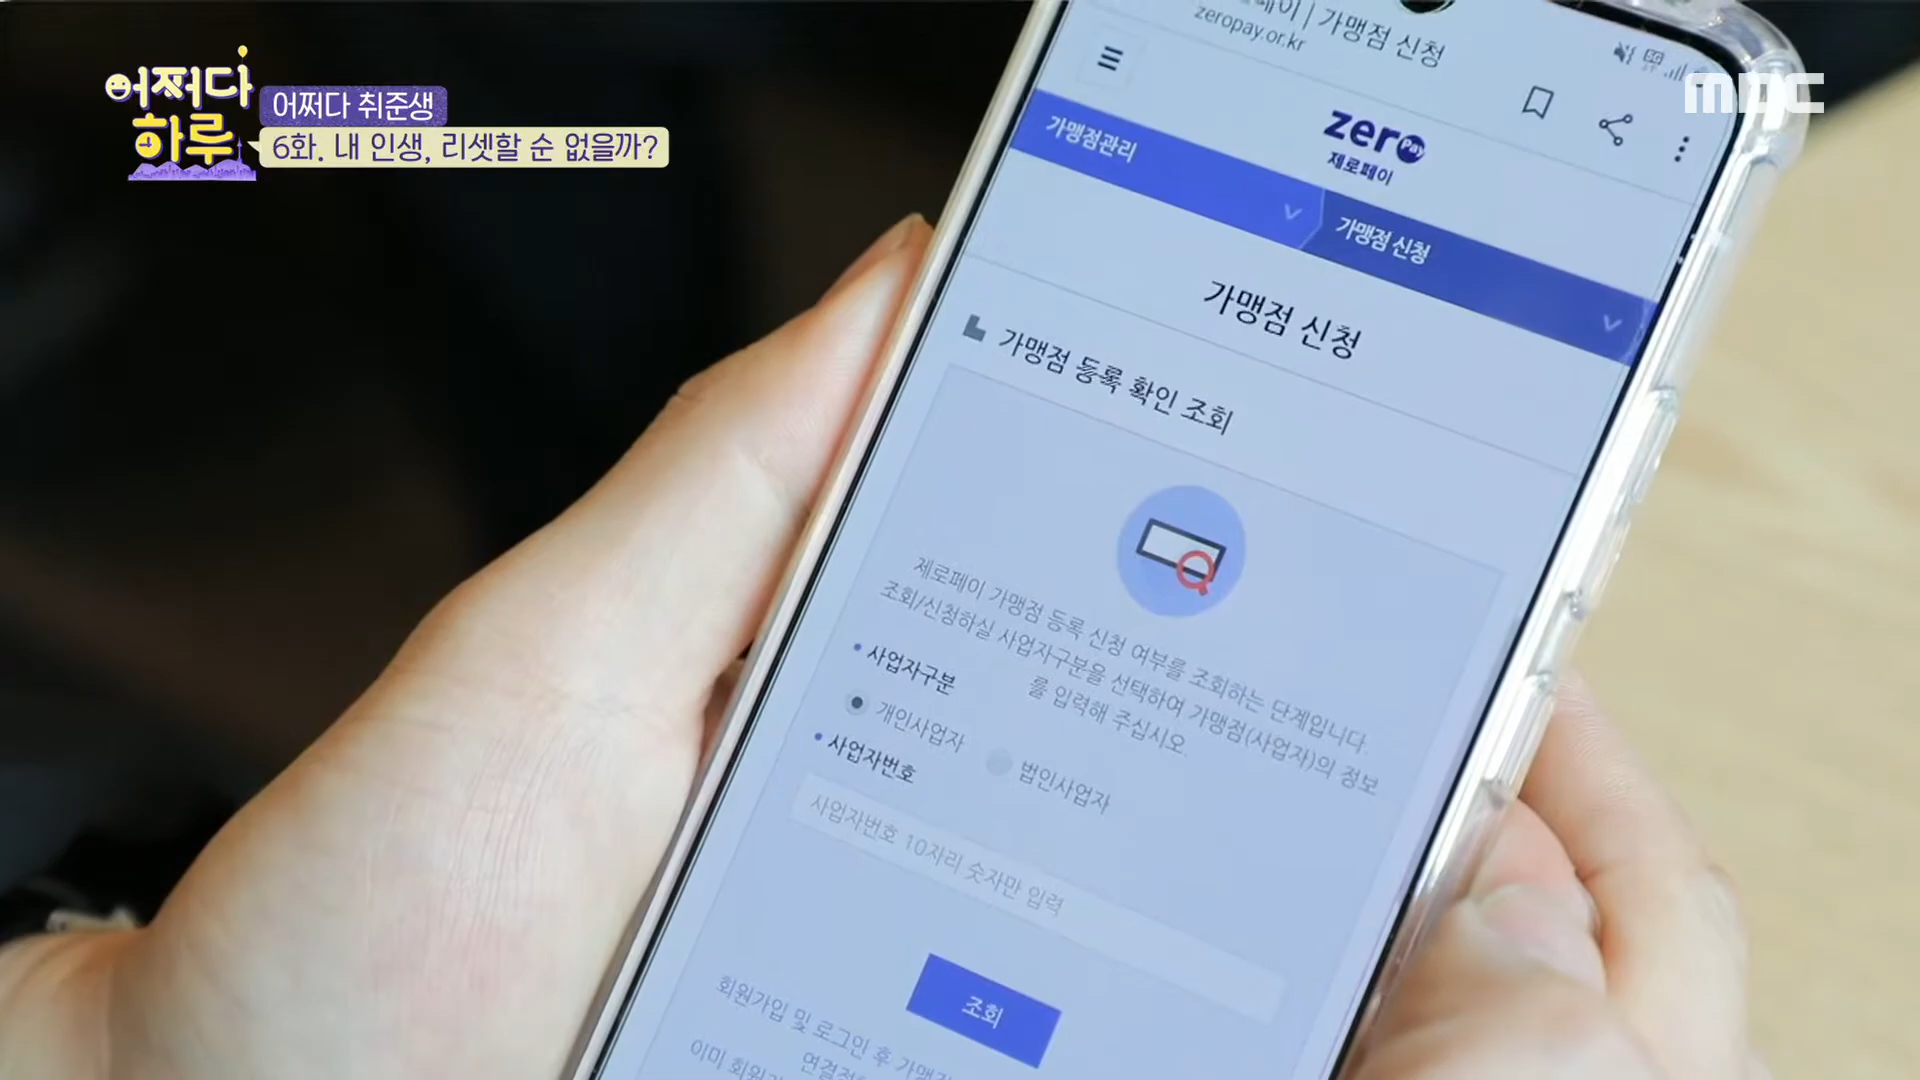 어쩌다
하루
어쩌다 취준생
6화. 내 인생, 리셋할 순 없을까?
MBC
가맹점 신청
zeropay.or.kr
zero Pay
제로페이
가맹점관리
가맹점 신청
가맹점 신청
가맹점 등록 확인 조회
제로페이 가맹점 등록 신청 여부를 조회하는 단계입니다.
조회/신청하실 사업자구분을 선택하여 가맹점(사업자)의 정보
를 입력해 주십시오.
사업자구분
개인사업자
법인사업자
사업자번호
사업자번호 10자리 숫자만 입력
조회
회원가입 및 로그인 후
이미